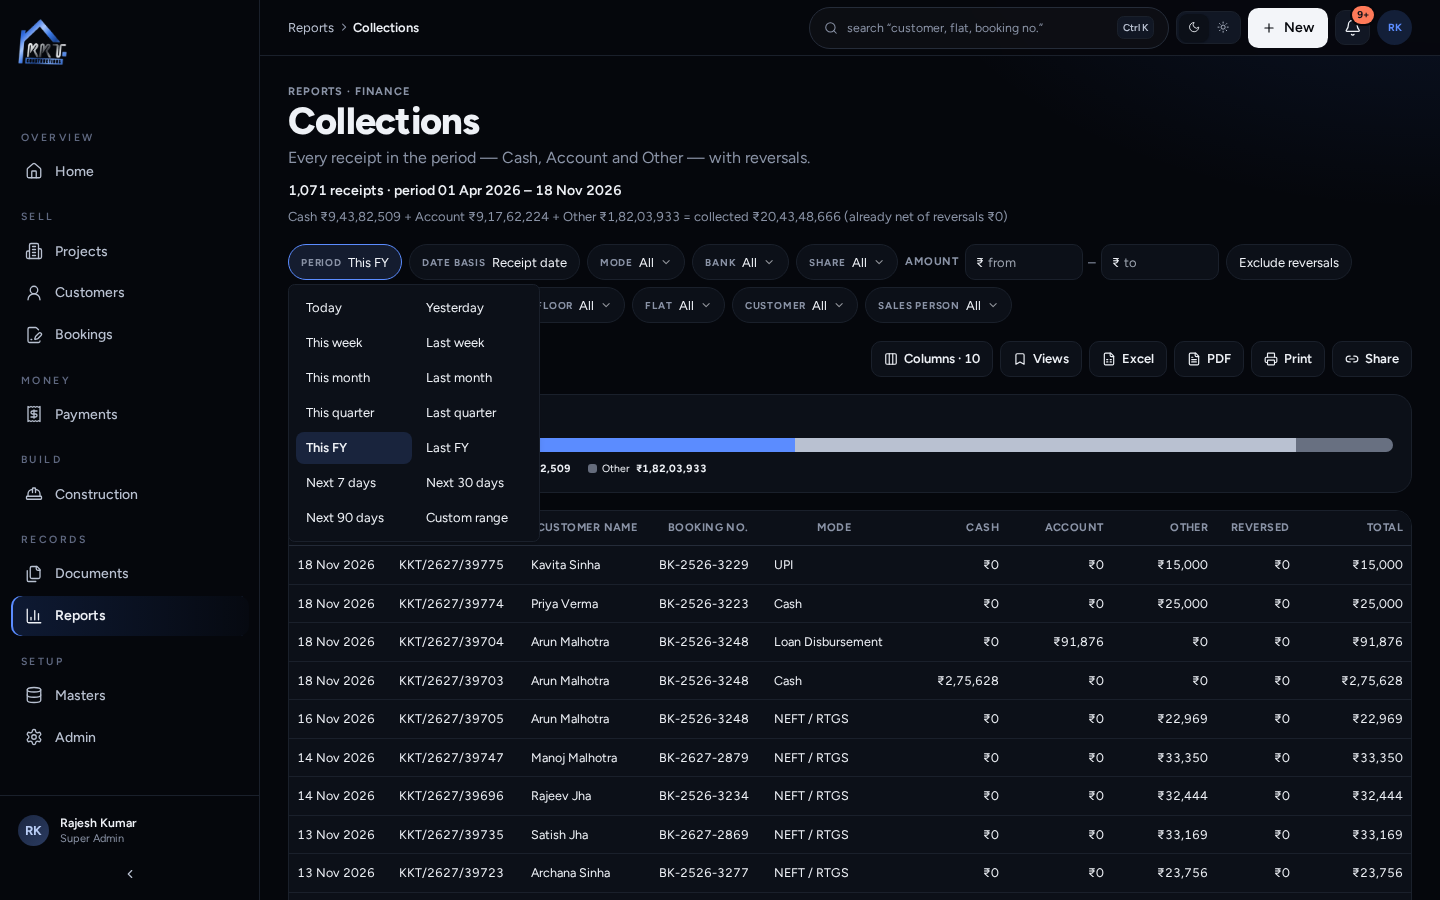 KKT
Reports > Collections
search “customer, flat, booking no.”
Ctrl K
+ New
9+
RK
OVERVIEW
Home
SELL
Projects
Customers
Bookings
MONEY
Payments
BUILD
Construction
RECORDS
Documents
Reports
SETUP
Masters
Admin
RK
Rajesh Kumar
Super Admin
REPORTS · FINANCE
Collections
Every receipt in the period — Cash, Account and Other — with reversals.
1,071 receipts · period 01 Apr 2026 – 18 Nov 2026
Cash ₹9,43,82,509 + Account ₹9,17,62,224 + Other ₹1,82,03,933 = collected ₹20,43,48,666 (already net of reversals ₹0)
PERIOD This FY DATE BASIS Receipt date MODE All BANK All SHARE All AMOUNT ₹ from – ₹ to Exclude reversals
FLOOR All FLAT All CUSTOMER All SALES PERSON All
Today Yesterday
This week Last week
This month Last month
This quarter Last quarter
This FY Last FY
Next 7 days Next 30 days
Next 90 days Custom range
Columns · 10 Views Excel PDF Print Share
2,509 Other ₹1,82,03,933
CUSTOMER NAME BOOKING NO. MODE CASH ACCOUNT OTHER REVERSED TOTAL
18 Nov 2026 KKT/2627/39775 Kavita Sinha BK-2526-3229 UPI ₹0 ₹0 ₹15,000 ₹0 ₹15,000
18 Nov 2026 KKT/2627/39774 Priya Verma BK-2526-3223 Cash ₹0 ₹0 ₹25,000 ₹0 ₹25,000
18 Nov 2026 KKT/2627/39704 Arun Malhotra BK-2526-3248 Loan Disbursement ₹0 ₹91,876 ₹0 ₹0 ₹91,876
18 Nov 2026 KKT/2627/39703 Arun Malhotra BK-2526-3248 Cash ₹2,75,628 ₹0 ₹0 ₹0 ₹2,75,628
16 Nov 2026 KKT/2627/39705 Arun Malhotra BK-2526-3248 NEFT / RTGS ₹0 ₹0 ₹22,969 ₹0 ₹22,969
14 Nov 2026 KKT/2627/39747 Manoj Malhotra BK-2627-2879 NEFT / RTGS ₹0 ₹0 ₹33,350 ₹0 ₹33,350
14 Nov 2026 KKT/2627/39696 Rajeev Jha BK-2526-3234 NEFT / RTGS ₹0 ₹0 ₹32,444 ₹0 ₹32,444
13 Nov 2026 KKT/2627/39735 Satish Jha BK-2627-2869 NEFT / RTGS ₹0 ₹0 ₹33,169 ₹0 ₹33,169
13 Nov 2026 KKT/2627/39723 Archana Sinha BK-2526-3277 NEFT / RTGS ₹0 ₹0 ₹23,756 ₹0 ₹23,756